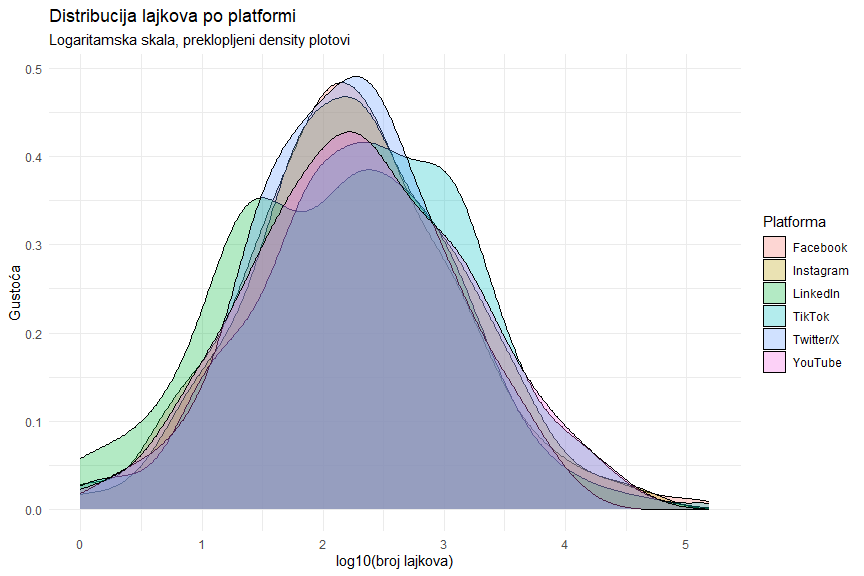 Distribucija lajkova po platformi
Logaritamska skala, preklopljeni density plotovi
0.5
0.4
0.3
0.2
0.1
0.0
Gustoća
0 1 2 3 4 5
log10(broj lajkova)
Platforma
Facebook
Instagram
LinkedIn
TikTok
Twitter/X
YouTube